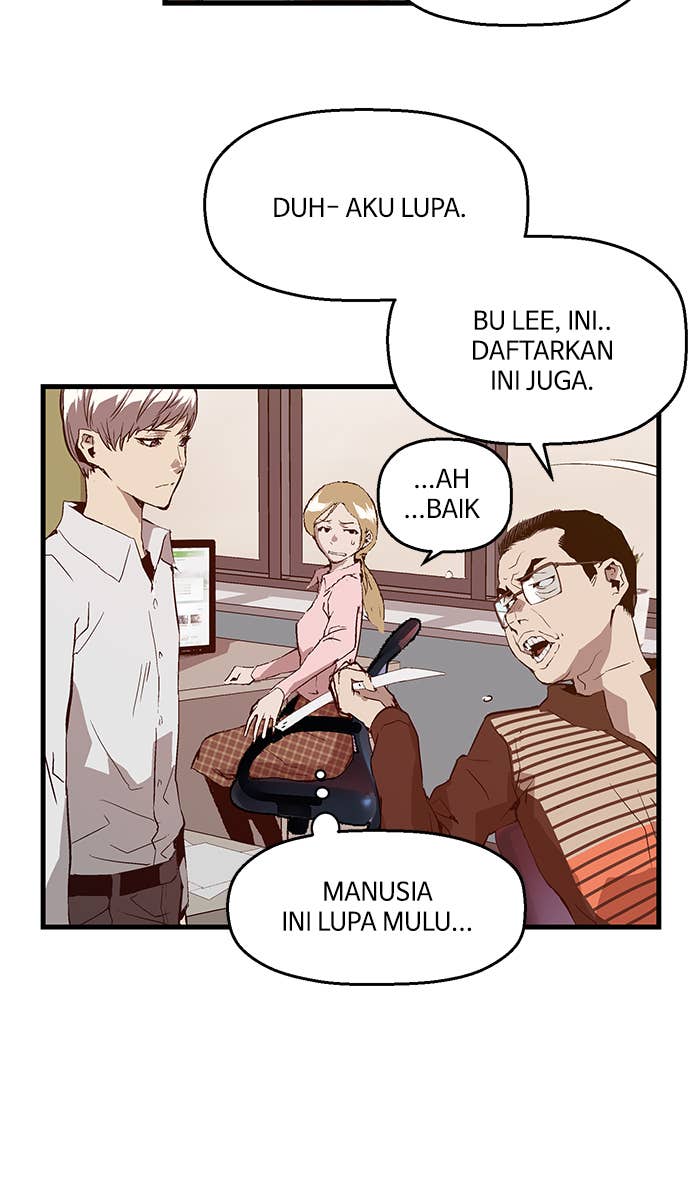 DUH- AKU LUPA.
BU LEE, INI..
DAFTARKAN
INI JUGA.
...AH
...BAIK
MANUSIA
INI LUPA MULU...